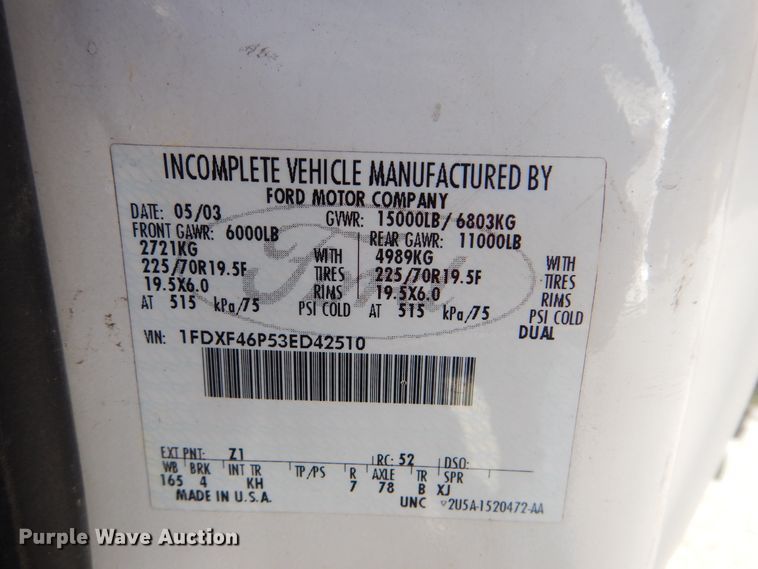 INCOMPLETE VEHICLE MANUFACTURED BY
FORD MOTOR COMPANY
DATE: 05/03 GVWR: 15000LB/ 6803KG
FRONT GAWR: 6000LB REAR GAWR: 11000LB
2721KG WITH 4989KG WITH
225/70R19.5F TIRES 225/70R19.5F TIRES
19.5X6.0 RIMS 19.5X6.0 RIMS
AT 515 kPa/75 PSI COLD AT 515 kPa/75 PSI COLD
DUAL
VIN: 1FDXF46P53ED42510
Ford
EXT PNT: Z1 RC: 52 DSO:
WB BRK INT TR TP/PS R AXLE TR SPR
165 4 KH 7 78 B XJ
MADE IN U.S.A. UNC 2U5A-1520472-AA
Purple Wave Auction